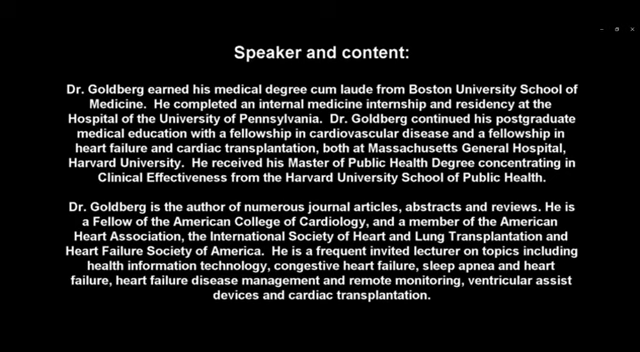 Speaker and content:
Dr. Goldberg earned his medical degree cum laude from Boston University School of
Medicine. He completed an internal medicine internship and residency at the
Hospital of the University of Pennsylvania. Dr. Goldberg continued his postgraduate
medical education with a fellowship in cardiovascular disease and a fellowship in
heart failure and cardiac transplantation, both at Massachusetts General Hospital,
Harvard University. He received his Master of Public Health Degree concentrating in
Clinical Effectiveness from the Harvard University School of Public Health.
Dr. Goldberg is the author of numerous journal articles, abstracts and reviews. He is
a Fellow of the American College of Cardiology, and a member of the American
Heart Association, the International Society of Heart and Lung Transplantation and
Heart Failure Society of America. He is a frequent invited lecturer on topics including
health information technology, congestive heart failure, sleep apnea and heart
failure, heart failure disease management and remote monitoring, ventricular assist
devices and cardiac transplantation.